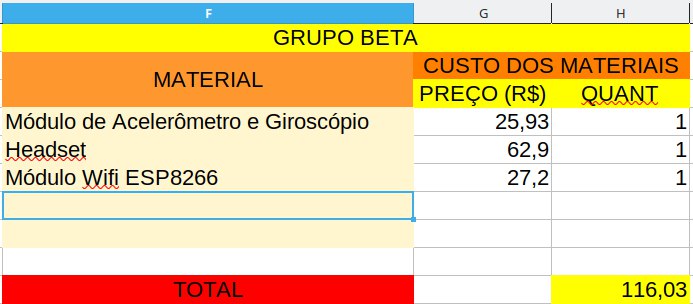 F G H
GRUPO BETA
MATERIAL
CUSTO DOS MATERIAIS
PREÇO (R$) QUANT
Módulo de Acelerômetro e Giroscópio 25,93 1
Headset 62,9 1
Módulo Wifi ESP8266 27,2 1
TOTAL 116,03